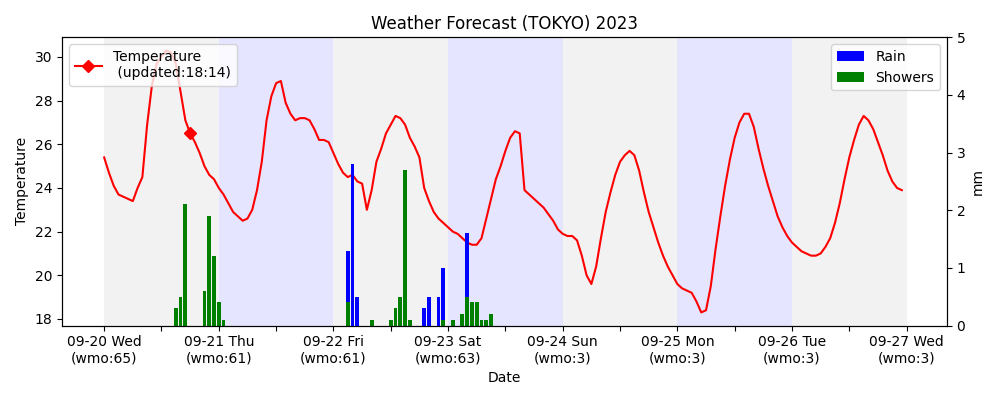 Weather Forecast (TOKYO) 2023
Temperature
(updated:18:14)
Rain
Showers
30
28
26
24
22
20
18
Temperature
5
4
3
2
1
0
mm
09-20 Wed 09-21 Thu 09-22 Fri 09-23 Sat 09-24 Sun 09-25 Mon 09-26 Tue 09-27 Wed
(wmo:65) (wmo:61) (wmo:61) (wmo:63) (wmo:3) (wmo:3) (wmo:3) (wmo:3)
Date